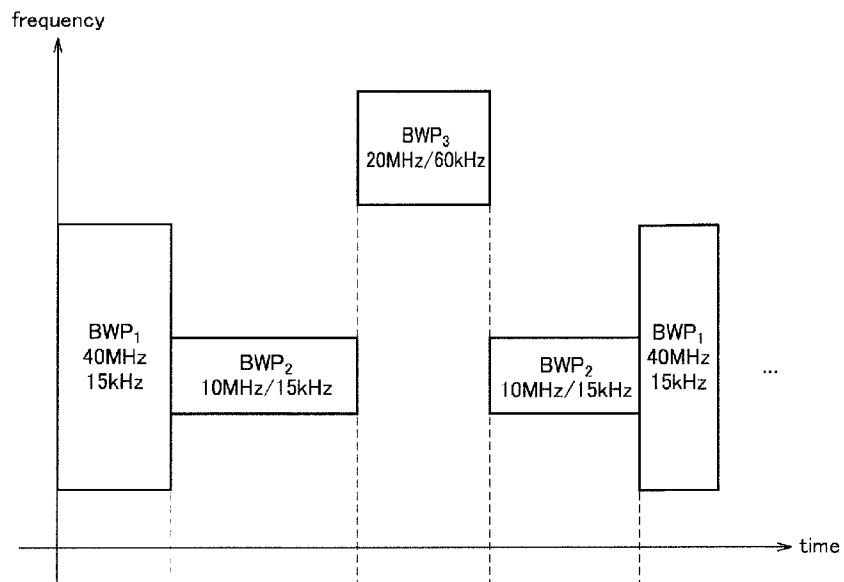 frequency
BWP₃
20MHz/60kHz
BWP₁
40MHz
15kHz
BWP₂
10MHz/15kHz
BWP₂
10MHz/15kHz
BWP₁
40MHz
15kHz
...
time